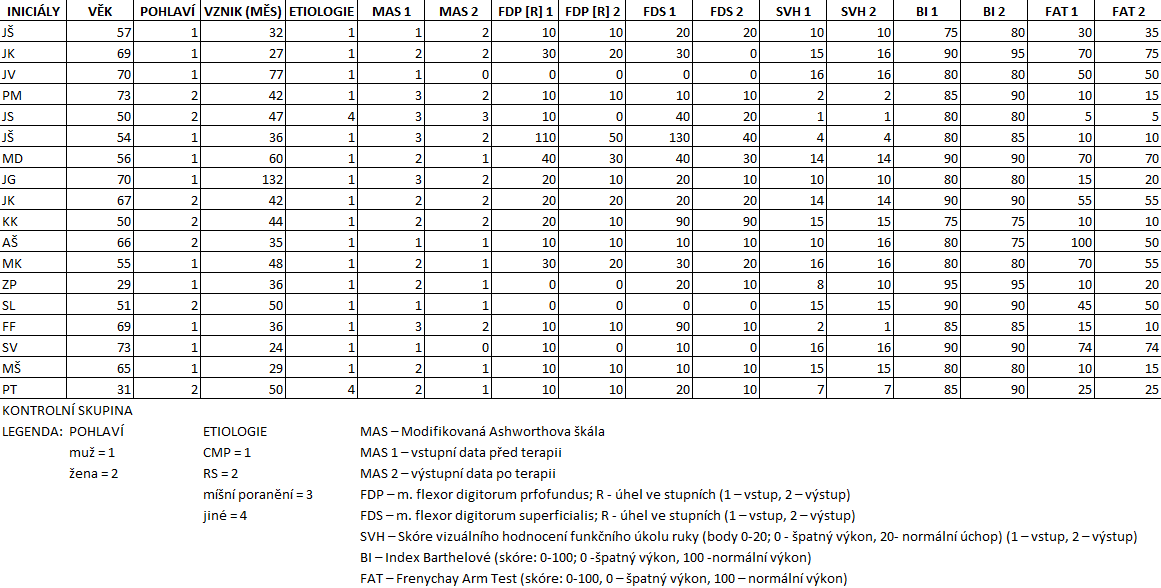 INICIÁLY VĚK POHLAVÍ VZNIK (MĚS) ETIOLOGIE MAS 1 MAS 2 FDP [R] 1 FDP [R] 2 FDS 1 FDS 2 SVH 1 SVH 2 BI 1 BI 2 FAT 1 FAT 2
JŠ 57 1 32 1 1 2 10 10 20 20 10 10 75 80 30 35
JK 69 1 27 1 2 2 30 20 30 0 15 16 90 95 70 75
JV 70 1 77 1 1 0 0 0 0 0 16 16 80 80 50 50
PM 73 2 42 1 3 2 10 10 10 10 2 2 85 90 10 15
JS 50 2 47 4 3 3 10 0 40 20 1 1 80 80 5 5
JŠ 54 1 36 1 3 2 110 50 130 40 4 4 80 85 10 10
MD 56 1 60 1 2 1 40 30 40 30 14 14 90 90 70 70
JG 70 1 132 1 3 2 20 10 20 10 10 10 80 80 15 20
JK 67 2 42 1 2 2 20 20 20 20 14 14 90 90 55 55
KK 50 2 44 1 2 2 20 10 90 90 15 15 75 75 10 10
AŠ 66 2 35 1 1 1 10 10 10 10 10 16 80 75 100 50
MK 55 1 48 1 2 1 30 20 30 20 16 16 80 80 70 55
ZP 29 1 36 1 2 1 0 0 20 10 8 10 95 95 10 20
SL 51 2 50 1 1 1 0 0 0 0 15 15 90 90 45 50
FF 69 1 36 1 3 2 10 10 90 10 2 1 85 85 15 10
SV 73 1 24 1 1 0 10 0 10 0 16 16 90 90 74 74
MŠ 65 1 29 1 2 1 10 10 10 10 15 15 80 80 10 15
PT 31 2 50 4 2 1 10 10 20 10 7 7 85 90 25 25
KONTROLNÍ SKUPINA
LEGENDA: POHLAVÍ ETIOLOGIE MAS – Modifikovaná Ashworthova škála
muž = 1 CMP = 1 MAS 1 – vstupní data před terapii
žena = 2 RS = 2 MAS 2 – výstupní data po terapii
míšní poranění = 3 FDP – m. flexor digitorum prfofundus; R - úhel ve stupních (1 – vstup, 2 – výstup)
jiné = 4 FDS – m. flexor digitorum superficialis; R - úhel ve stupních (1 – vstup, 2 – výstup)
SVH – Skóre vizuálního hodnocení funkčního úkolu ruky (body 0-20; 0 - špatný výkon, 20- normální úchop) (1 – vstup, 2 – výstup)
BI – Index Barthelové (skóre: 0-100; 0 -špatný výkon, 100 -normální výkon)
FAT – Frenychay Arm Test (skóre: 0-100, 0 – špatný výkon, 100 – normální výkon)